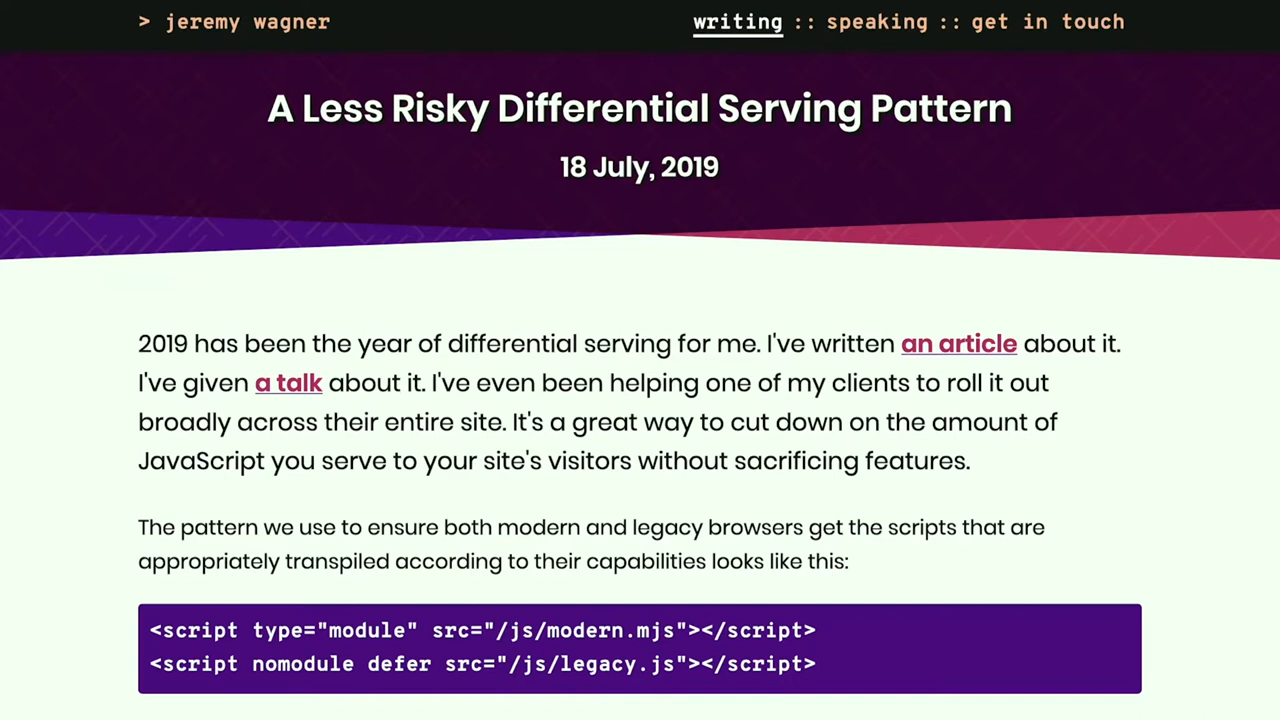 > jeremy wagner
writing :: speaking :: get in touch
A Less Risky Differential Serving Pattern
18 July, 2019
2019 has been the year of differential serving for me. I've written an article about it.
I've given a talk about it. I've even been helping one of my clients to roll it out
broadly across their entire site. It's a great way to cut down on the amount of
JavaScript you serve to your site's visitors without sacrificing features.
The pattern we use to ensure both modern and legacy browsers get the scripts that are
appropriately transpiled according to their capabilities looks like this:
<script type="module" src="/js/modern.mjs"></script>
<script nomodule defer src="/js/legacy.js"></script>